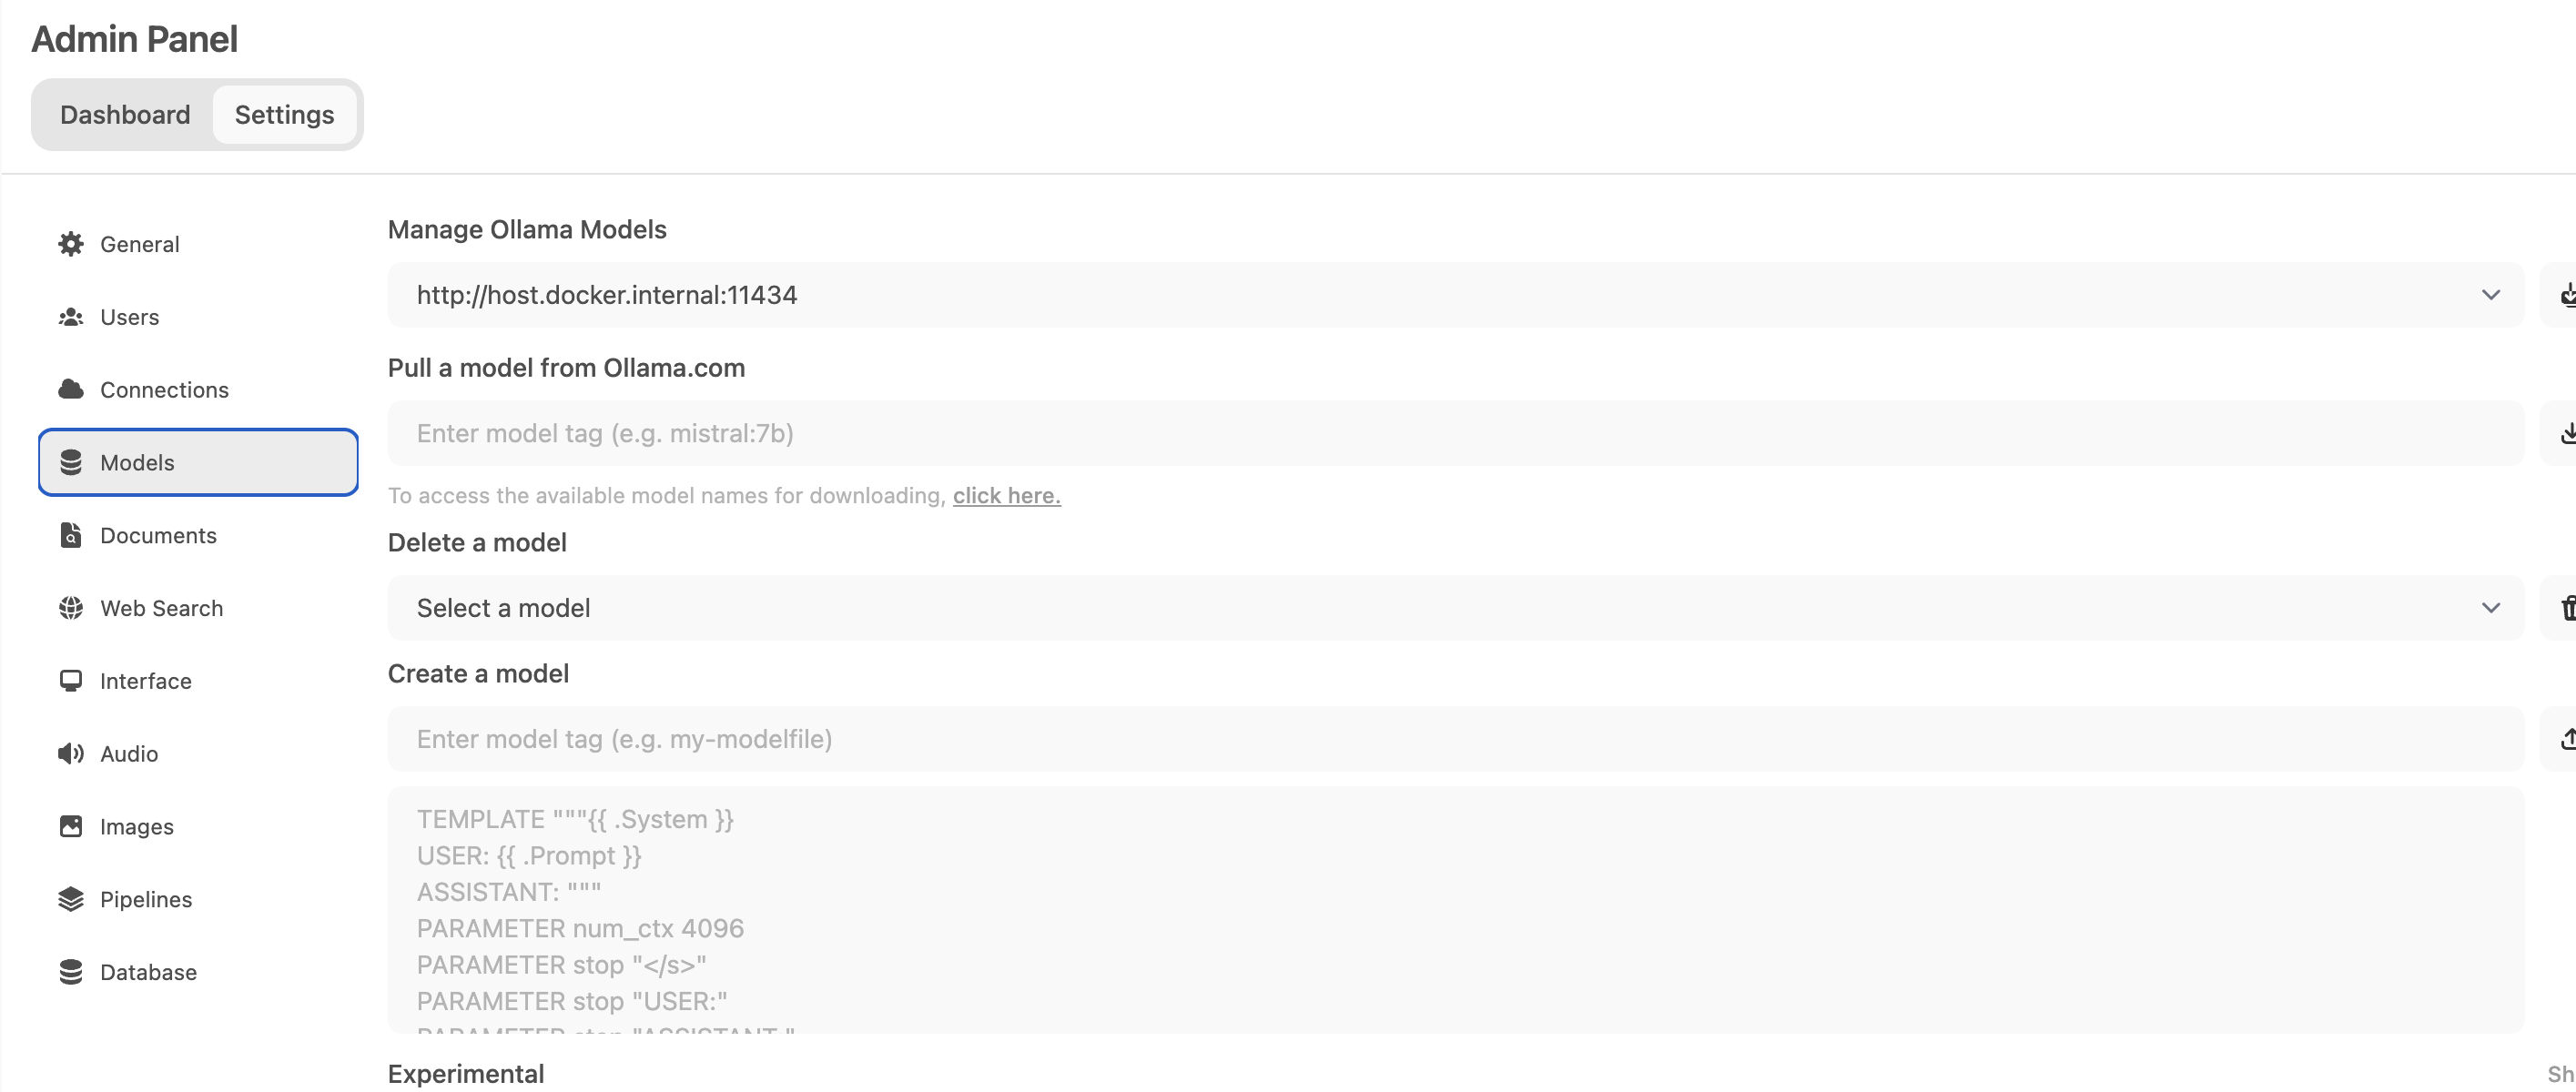 Admin Panel
Dashboard
Settings
General
Users
Connections
Models
Documents
Web Search
Interface
Audio
Images
Pipelines
Database
Manage Ollama Models
http://host.docker.internal:11434
Pull a model from Ollama.com
Enter model tag (e.g. mistral:7b)
To access the available model names for downloading, click here.
Delete a model
Select a model
Create a model
Enter model tag (e.g. my-modelfile)
TEMPLATE """{{ .System }}
USER: {{ .Prompt }}
ASSISTANT: """
PARAMETER num_ctx 4096
PARAMETER stop "</s>"
PARAMETER stop "USER:"
PARAMETER stop "ASSISTANT:"
Experimental